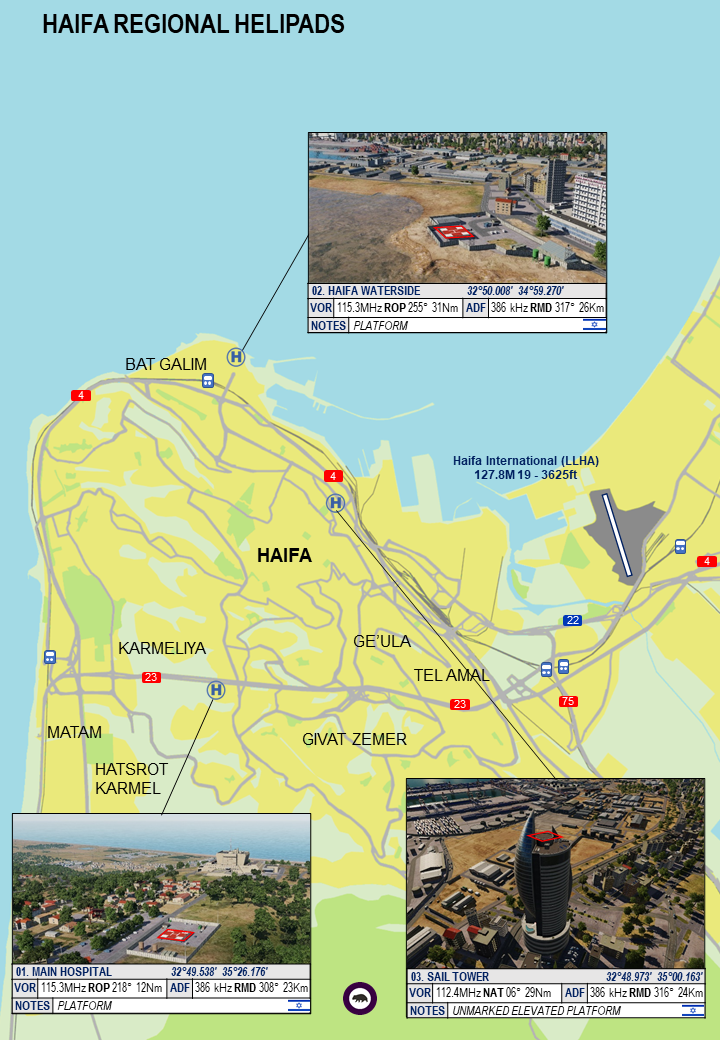 HAIFA REGIONAL HELIPADS
02. HAIFA WATERSIDE 32°50.008' 34°59.270'
VOR 115.3MHz ROP 255° 31Nm ADF 386 kHz RMD 317° 26Km
NOTES PLATFORM
H
BAT GALIM
4
Haifa International (LLHA)
127.8M 19 - 3625ft
4
H
HAIFA
4
22
GE'ULA
KARMELIYA
TEL AMAL
23
H
23
75
MATAM
GIVAT ZEMER
HATSROT
KARMEL
01. MAIN HOSPITAL 32°49.538' 35°26.176'
VOR 115.3MHz ROP 218° 12Nm ADF 386 kHz RMD 308° 23Km
NOTES PLATFORM
03. SAIL TOWER 32°48.973' 35°00.163'
VOR 112.4MHz NAT 06° 29Nm ADF 386 kHz RMD 316° 24Km
NOTES UNMARKED ELEVATED PLATFORM